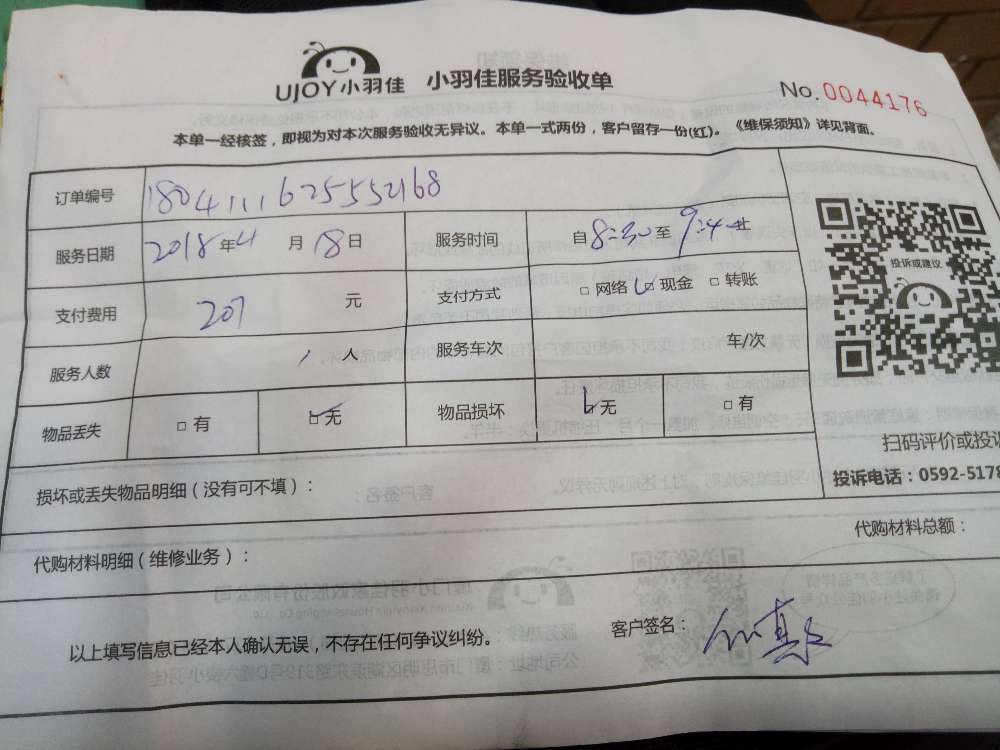 UJOY小羽佳 小羽佳服务验收单
No.0044176
本单一经核签，即视为对本次服务验收无异议。本单一式两份，客户留存一份(红)。《维保须知》详见背面。
订单编号 1804111625552168
服务日期 2018年4月18日 服务时间 自8:30至
支付费用 207元 支付方式 □网络 现金 □转账
服务人数 1人 服务车次 车/次
物品丢失 □有 □无 物品损坏 无 □有
投诉或建议
扫码评价或投诉
投诉电话：0592-5178
损坏或丢失物品明细（没有可不填）：
代购材料明细（维修业务）：
代购材料总额：
以上填写信息已经本人确认无误，不存在任何争议纠纷。
客户签名：